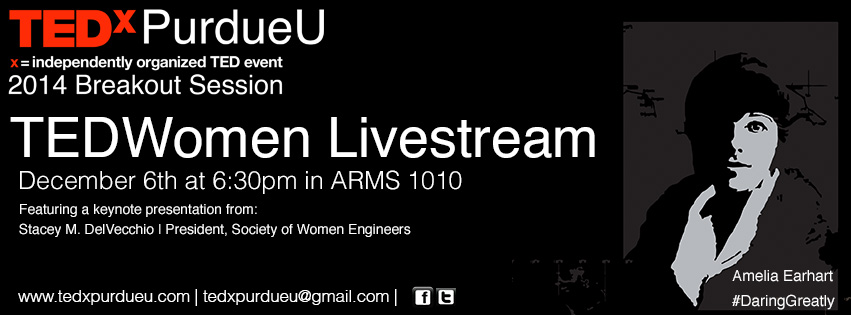 TEDx PurdueU
x = independently organized TED event
2014 Breakout Session
TEDWomen Livestream
December 6th at 6:30pm in ARMS 1010
Featuring a keynote presentation from:
Stacey M. DelVecchio | President, Society of Women Engineers
www.tedxpurdueu.com | tedxpurdueu@gmail.com |
Amelia Earhart
#DaringGreatly